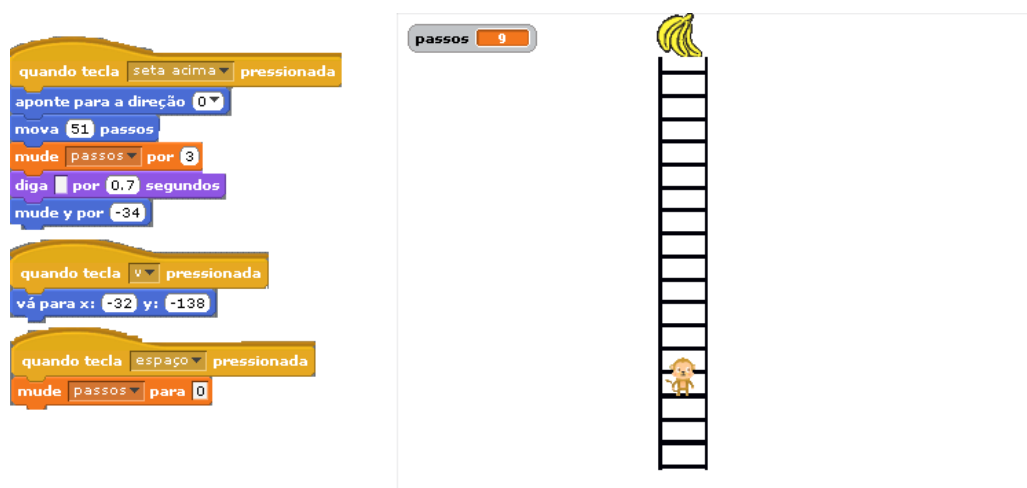 quando tecla seta acima pressionada
aponte para a direção 0
mova 51 passos
mude passos por 3
diga por 0.7 segundos
mude y por -34
quando tecla v pressionada
vá para x: -32 y: -138
quando tecla espaço pressionada
mude passos para 0
passos 9